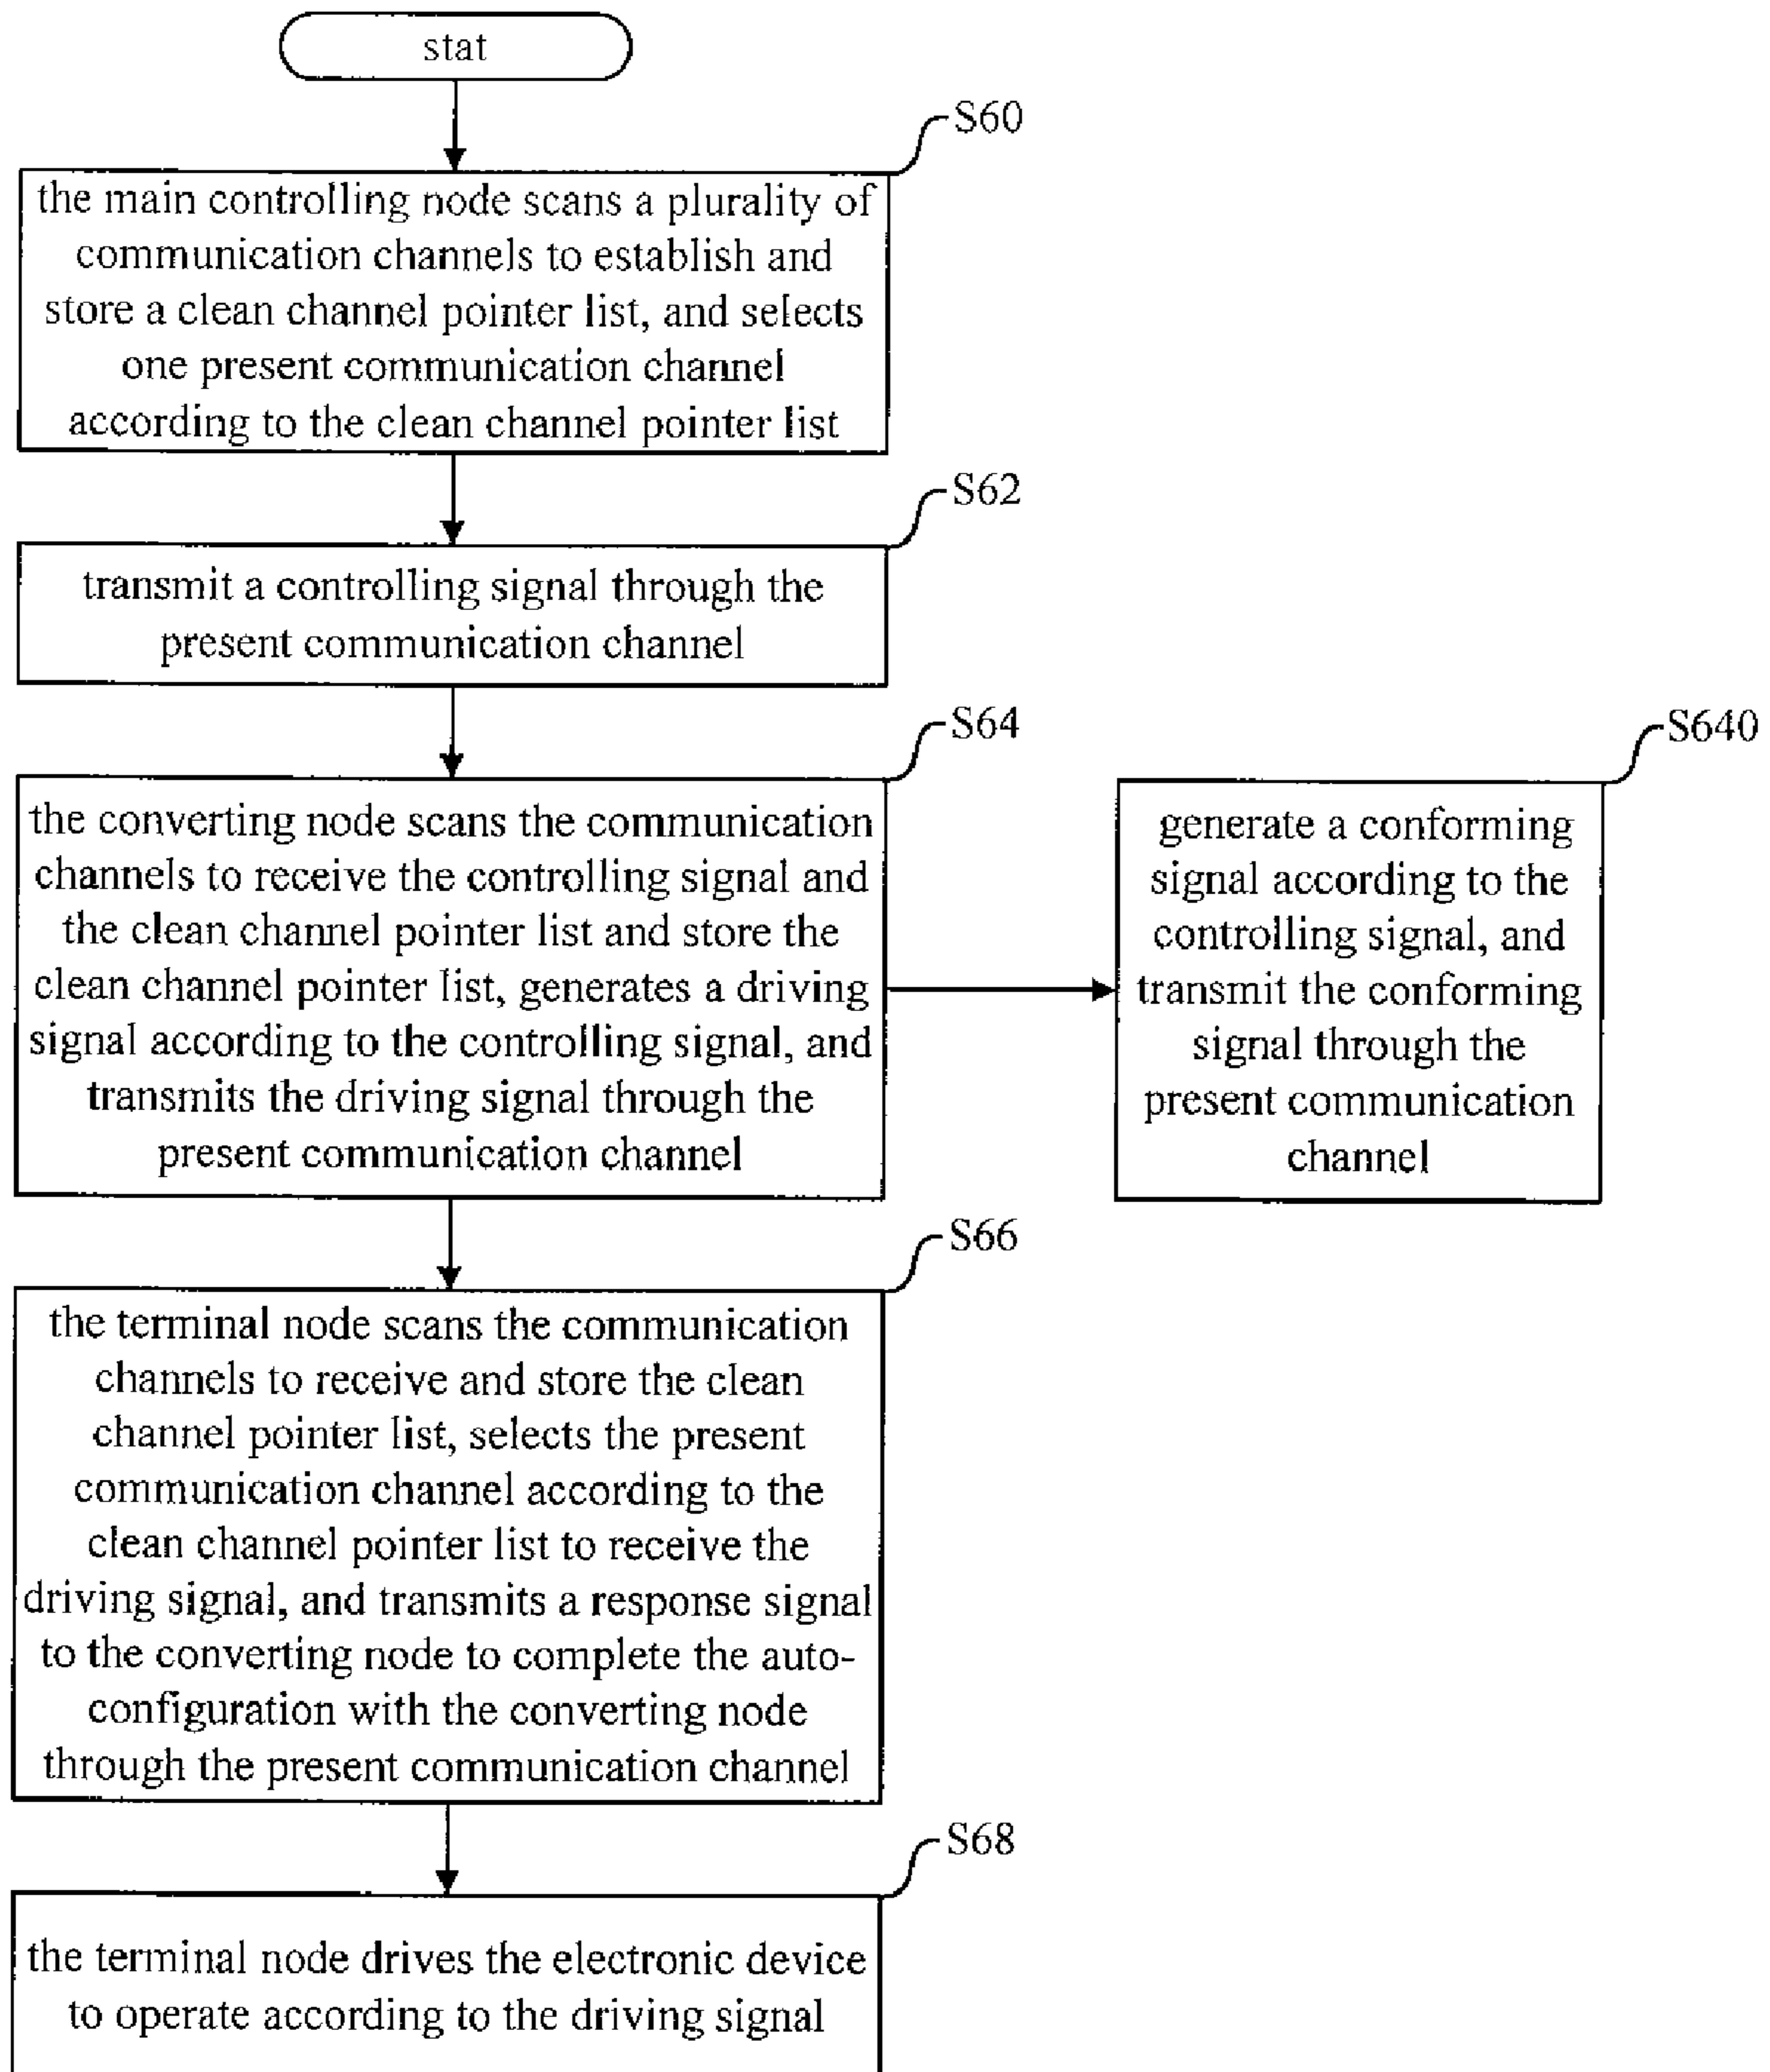 stat
S60
the main controlling node scans a plurality of
communication channels to establish and
store a clean channel pointer list, and selects
one present communication channel
according to the clean channel pointer list
S62
transmit a controlling signal through the
present communication channel
S64
the converting node scans the communication
channels to receive the controlling signal and
the clean channel pointer list and store the
clean channel pointer list, generates a driving
signal according to the controlling signal, and
transmits the driving signal through the
present communication channel
S640
generate a conforming
signal according to the
controlling signal, and
transmit the conforming
signal through the
present communication
channel
S66
the terminal node scans the communication
channels to receive and store the clean
channel pointer list, selects the present
communication channel according to the
clean channel pointer list to receive the
driving signal, and transmits a response signal
to the converting node to complete the auto-
configuration with the converting node
through the present communication channel
S68
the terminal node drives the electronic device
to operate according to the driving signal